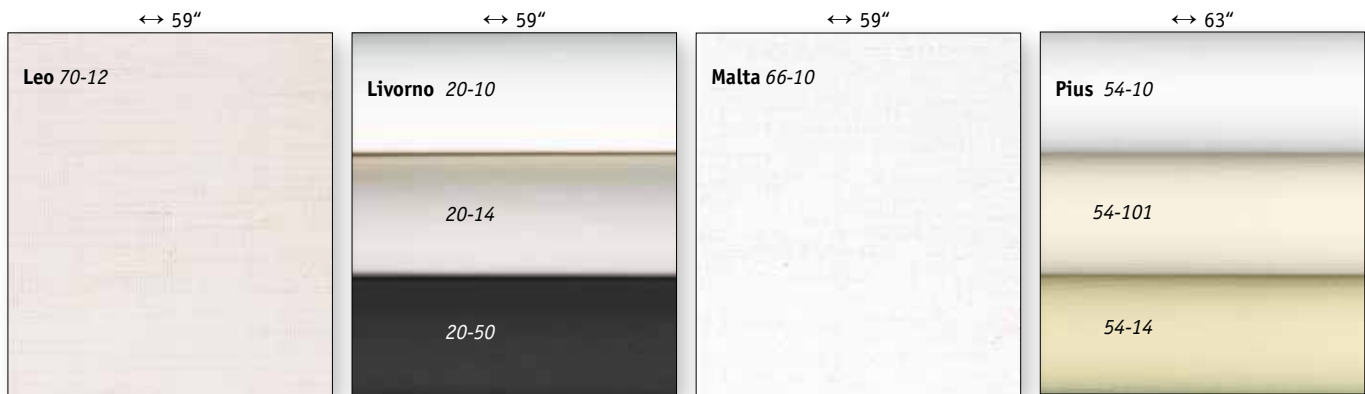 ↔ 59“
↔ 59“
↔ 59“
↔ 63“
Leo 70-12
Livorno 20-10
20-14
20-50
Malta 66-10
Pius 54-10
54-101
54-14